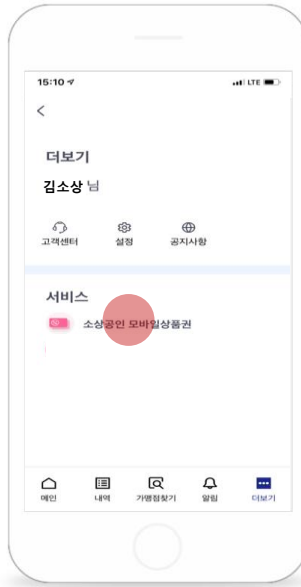 15:10
LTE
더보기
김소상 님
고객센터 설정 공지사항
서비스
소상공인 모바일상품권
메인 내역 가맹점찾기 알림 더보기